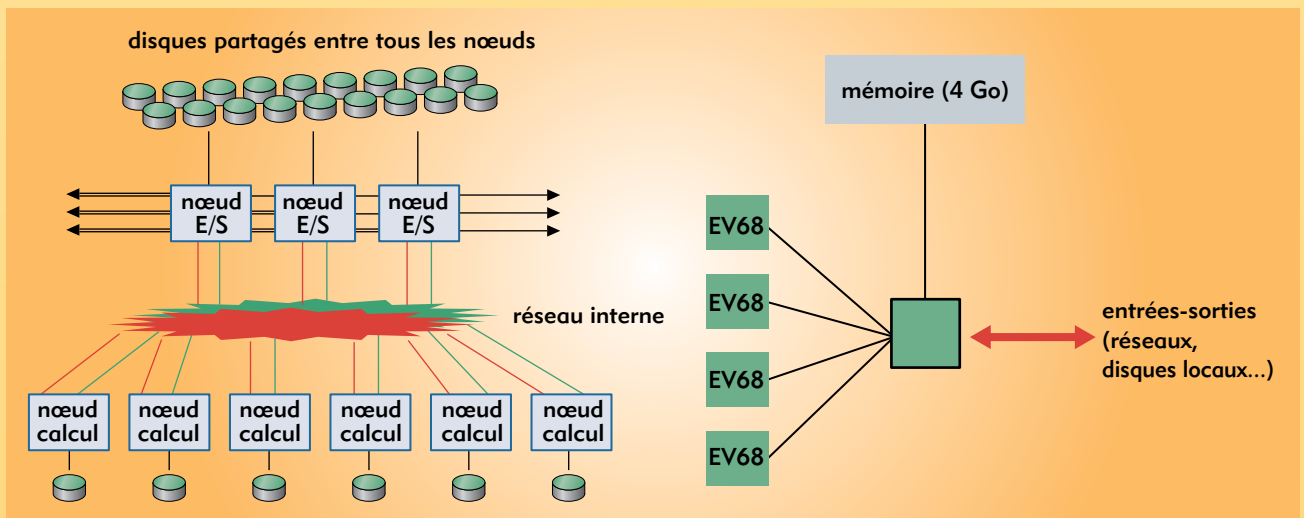 disques partagés entre tous les nœuds
nœud
E/S
nœud
E/S
nœud
E/S
réseau interne
nœud
calcul
nœud
calcul
nœud
calcul
nœud
calcul
nœud
calcul
nœud
calcul
mémoire (4 Go)
EV68
EV68
EV68
EV68
entrées-sorties
(réseaux,
disques locaux...)